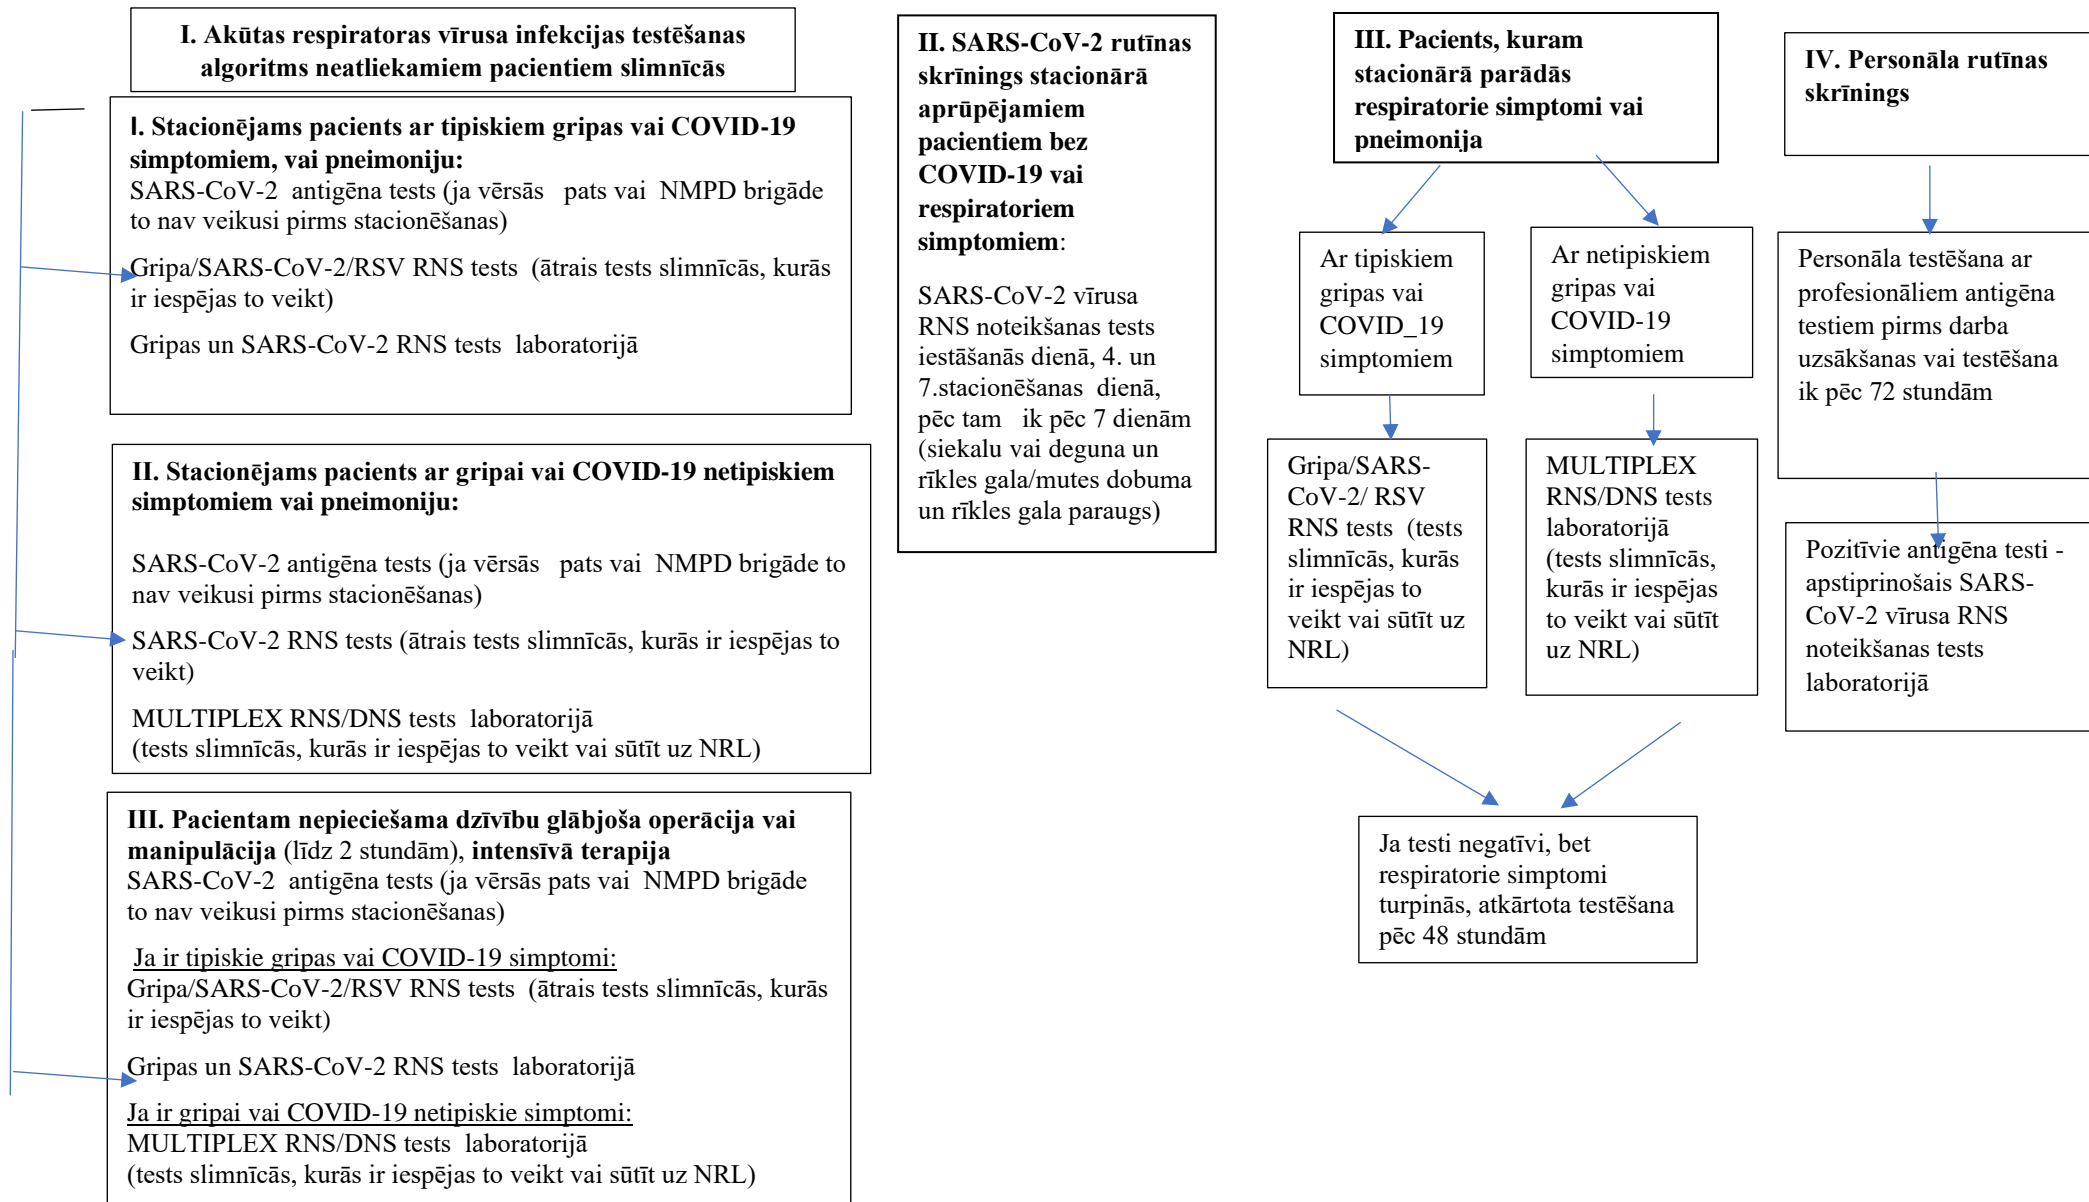 I. Akūtas respiratoras vīrusa infekcijas testēšanas
algoritms neatliekamiem pacientiem slimnīcās
I. Stacionējams pacients ar tipiskiem gripas vai COVID-19
simptomiem, vai pneimoniju:
SARS-CoV-2 antigēna tests (ja vērsās pats vai NMPD brigāde
to nav veikusi pirms stacionēšanas)
Gripa/SARS-CoV-2/RSV RNS tests (ātrais tests slimnīcās, kurās
ir iespējas to veikt)
Gripas un SARS-CoV-2 RNS tests laboratorijā
II. Stacionējams pacients ar gripai vai COVID-19 netipiskiem
simptomiem vai pneimoniju:
SARS-CoV-2 antigēna tests (ja vērsās pats vai NMPD brigāde to
nav veikusi pirms stacionēšanas)
SARS-CoV-2 RNS tests (ātrais tests slimnīcās, kurās ir iespējas to
veikt)
MULTIPLEX RNS/DNS tests laboratorijā
(tests slimnīcās, kurās ir iespējas to veikt vai sūtīt uz NRL)
III. Pacientam nepieciešama dzīvību glābjoša operācija vai
manipulācija (līdz 2 stundām), intensīvā terapija
SARS-CoV-2 antigēna tests (ja vērsās pats vai NMPD brigāde
to nav veikusi pirms stacionēšanas)
Ja ir tipiskie gripas vai COVID-19 simptomi:
Gripa/SARS-CoV-2/RSV RNS tests (ātrais tests slimnīcās, kurās
ir iespējas to veikt)
Gripas un SARS-CoV-2 RNS tests laboratorijā
Ja ir gripai vai COVID-19 netipiskie simptomi:
MULTIPLEX RNS/DNS tests laboratorijā
(tests slimnīcās, kurās ir iespējas to veikt vai sūtīt uz NRL)
II. SARS-CoV-2 rutīnas
skrīnings stacionārā
aprūpējamiem
pacientiem bez
COVID-19 vai
respiratoriem
simptomiem:
SARS-CoV-2 vīrusa
RNS noteikšanas tests
iestāšanās dienā, 4. un
7.stacionēšanas dienā,
pēc tam ik pēc 7 dienām
(siekalu vai deguna un
rīkles gala/mutes dobuma
un rīkles gala paraugs)
III. Pacients, kuram
stacionārā parādās
respiratorie simptomi vai
pneimonija
Ar tipiskiem
gripas vai
COVID_19
simptomiem
Ar netipiskiem
gripas vai
COVID-19
simptomiem
Gripa/SARS-
CoV-2/ RSV
RNS tests (tests
slimnīcās, kurās
ir iespējas to
veikt vai sūtīt uz
NRL)
MULTIPLEX
RNS/DNS tests
laboratorijā
(tests slimnīcās,
kurās ir iespējas
to veikt vai sūtīt
uz NRL)
Ja testi negatīvi, bet
respiratorie simptomi
turpinās, atkārtota testēšana
pēc 48 stundām
IV. Personāla rutīnas
skrīnings
Personāla testēšana ar
profesionāliem antigēna
testiem pirms darba
uzsākšanas vai testēšana
ik pēc 72 stundām
Pozitīvie antigēna testi -
apstiprinošais SARS-
CoV-2 vīrusa RNS
noteikšanas tests
laboratorijā